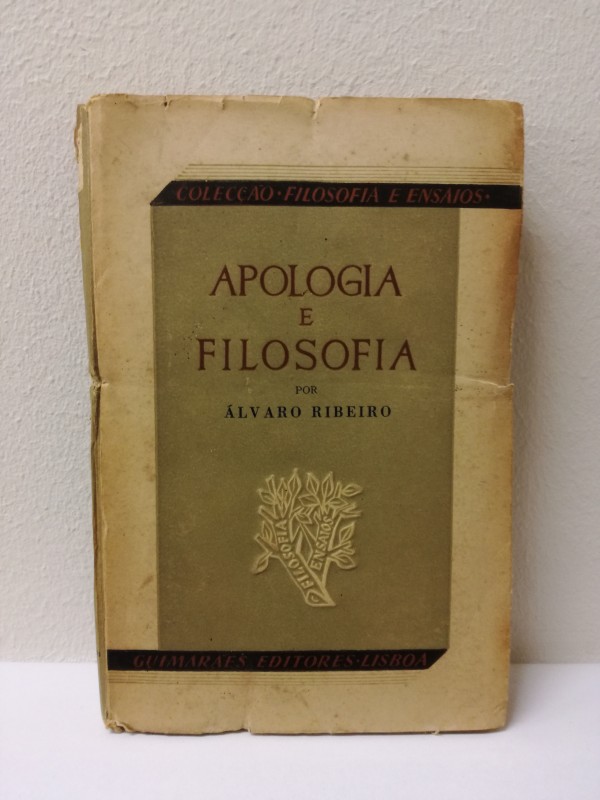 COLECÇÃO · FILOSOFIA E ENSAIOS ·
APOLOGIA
E
FILOSOFIA
POR
ÁLVARO RIBEIRO
FILOSOFIA
ENSAIOS
GUIMARÃES EDITORES · LISBOA